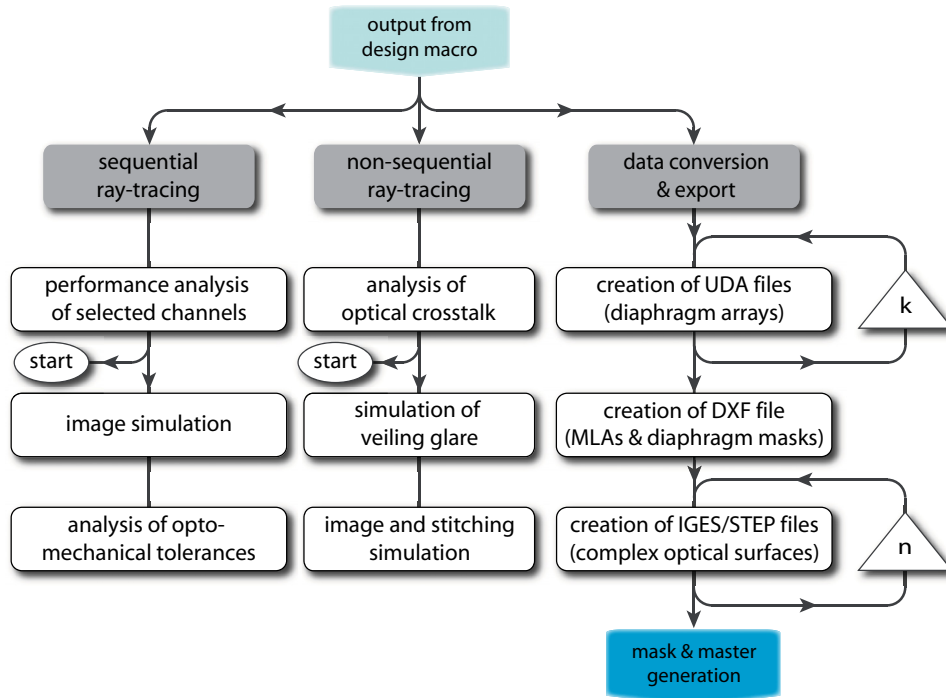 output from
design macro
sequential
ray-tracing
non-sequential
ray-tracing
data conversion
& export
performance analysis
of selected channels
analysis of
optical crosstalk
creation of UDA files
(diaphragm arrays)
k
start
start
image simulation
simulation of
veiling glare
creation of DXF file
(MLAs & diaphragm masks)
analysis of opto-
mechanical tolerances
image and stitching
simulation
creation of IGES/STEP files
(complex optical surfaces)
n
mask & master
generation